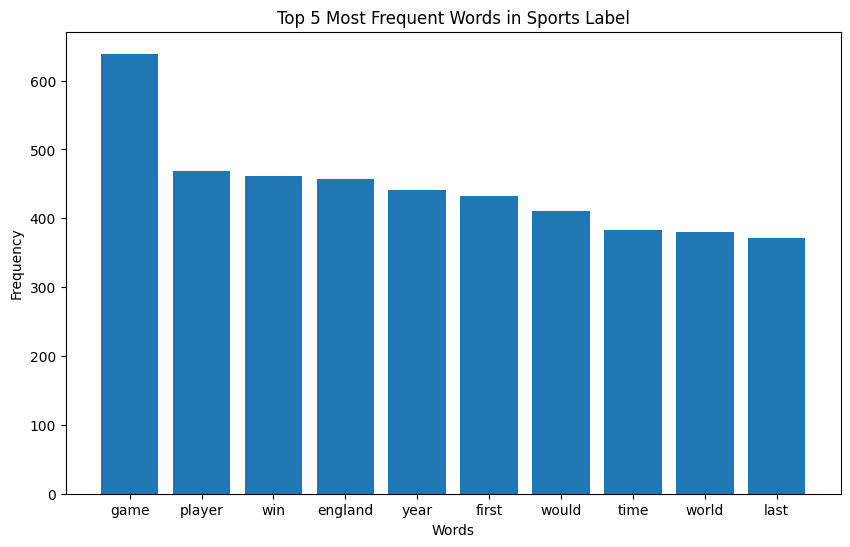 Top 5 Most Frequent Words in Sports Label
Frequency
600
500
400
300
200
100
0
game player win england year first would time world last
Words